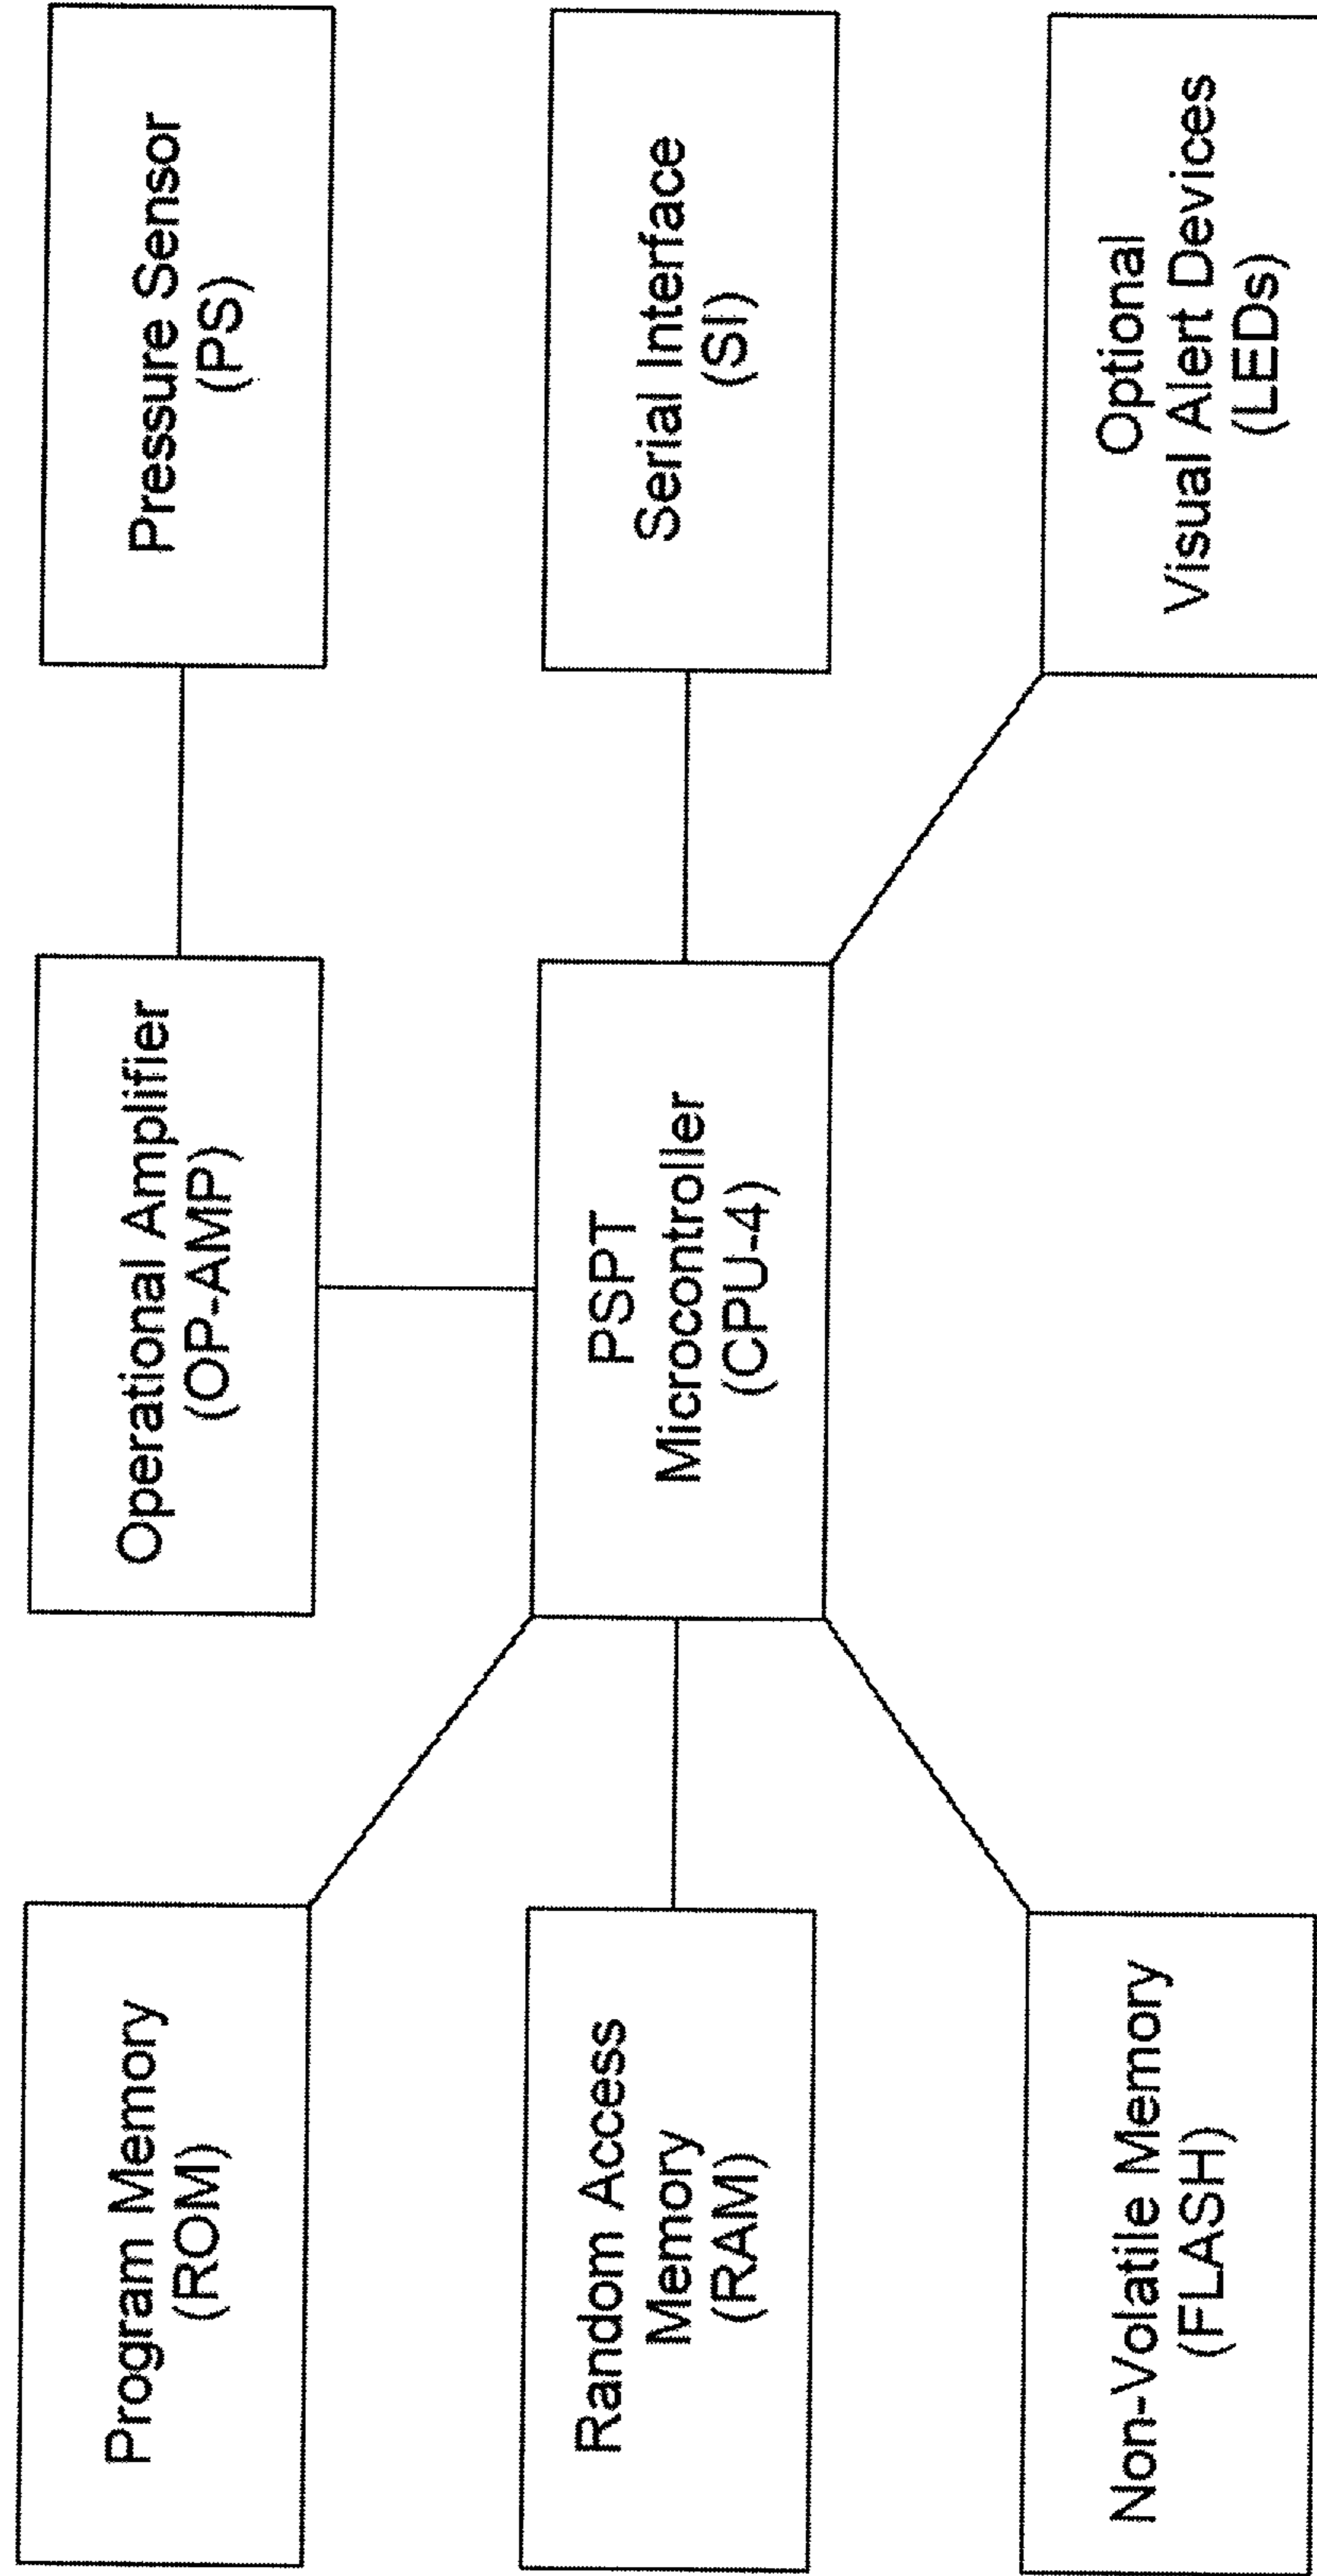 Program Memory
(ROM)
Operational Amplifier
(OP-AMP)
Pressure Sensor
(PS)
Random Access
Memory
(RAM)
PSPT
Microcontroller
(CPU-4)
Serial Interface
(SI)
Non-Volatile Memory
(FLASH)
Optional
Visual Alert Devices
(LEDs)